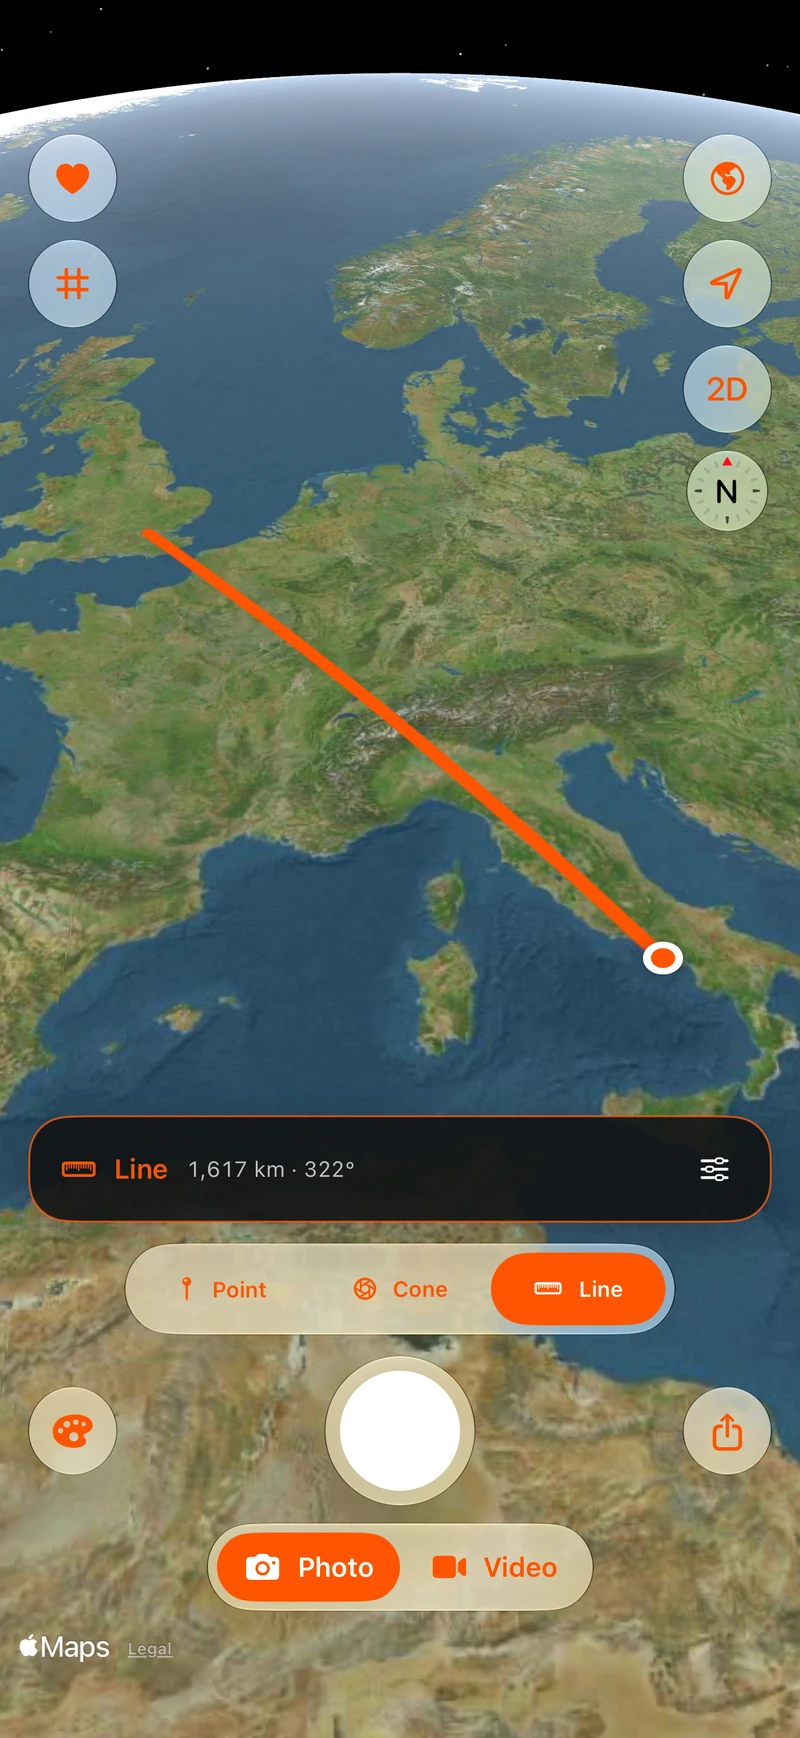 2D
N
Line 1,617 km · 322°
Point Cone Line
Photo Video
Maps Legal